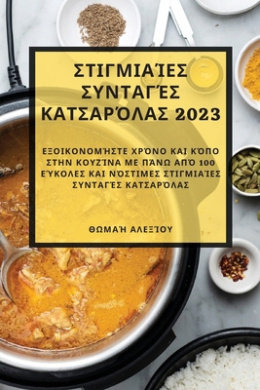 ΣΤΙΓΜΙΑΊΕΣ
ΣΥΝΤΑΓΈΣ
ΚΑΤΣΑΡΌΛΑΣ 2023
ΕΞΟΙΚΟΝΟΜΉΣΤΕ ΧΡΌΝΟ ΚΑΙ ΚΌΠΟ
ΣΤΗΝ ΚΟΥΖΊΝΑ ΜΕ ΠΆΝΩ ΑΠΌ 100
ΕΎΚΟΛΕΣ ΚΑΙ ΝΌΣΤΙΜΕΣ ΣΤΙΓΜΙΑΊΕΣ
ΣΥΝΤΑΓΈΣ ΚΑΤΣΑΡΌΛΑΣ
ΘΩΜΑΉ ΑΛΕΞΊΟΥ